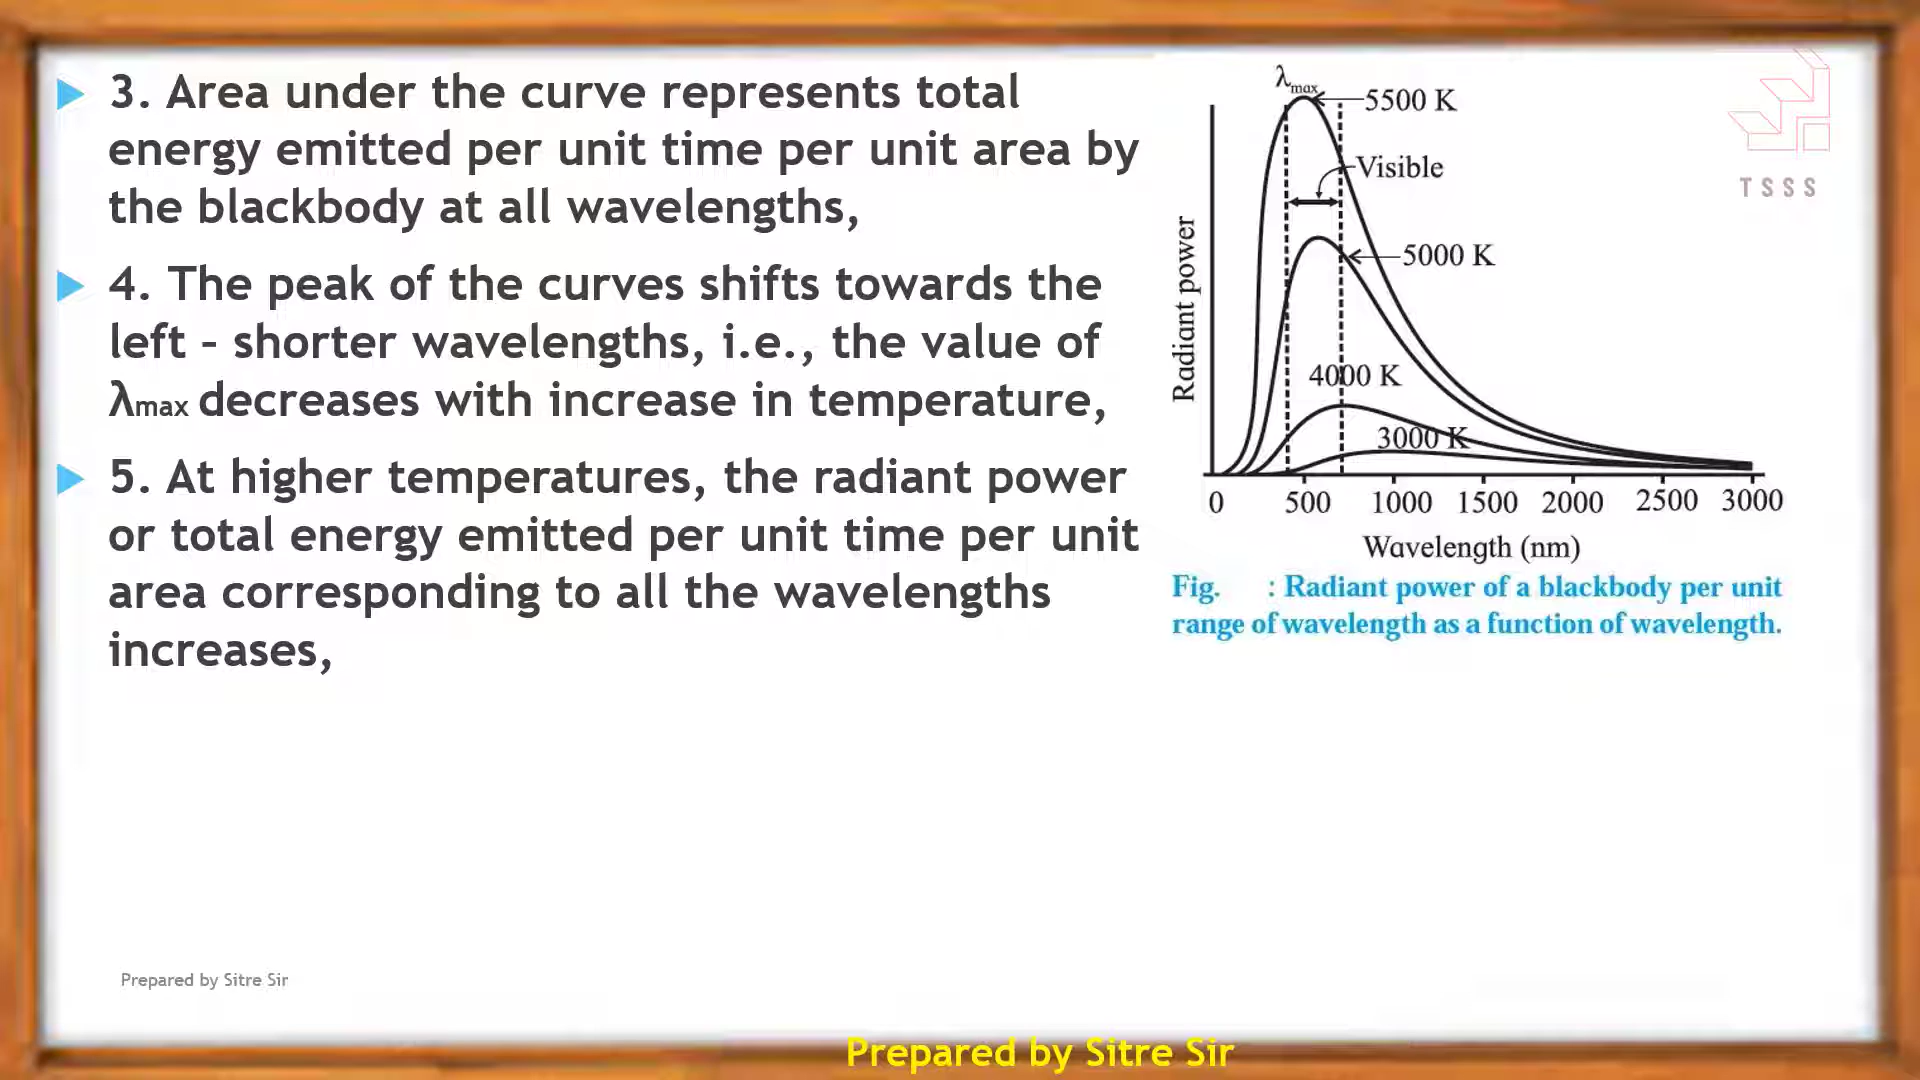 3. Area under the curve represents total
energy emitted per unit time per unit area by
the blackbody at all wavelengths,
4. The peak of the curves shifts towards the
left – shorter wavelengths, i.e., the value of
λmax decreases with increase in temperature,
5. At higher temperatures, the radiant power
or total energy emitted per unit time per unit
area corresponding to all the wavelengths
increases,
λmax
5500 K
Visible
5000 K
4000 K
3000 K
Radiant power
0 500 1000 1500 2000 2500 3000
Wavelength (nm)
Fig. : Radiant power of a blackbody per unit
range of wavelength as a function of wavelength.
TSSS
Prepared by Sitre Sir
Prepared by Sitre Sir